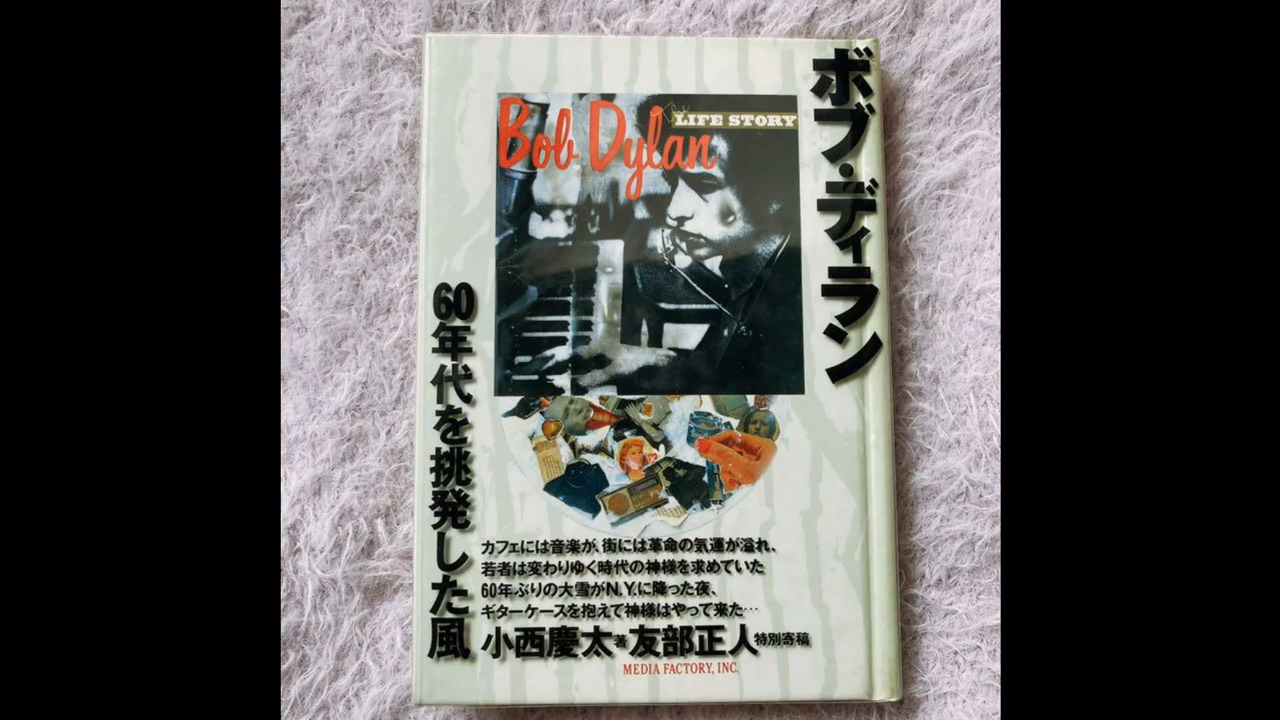 ボブ・ディラン
Bob Dylan
The
LIFE STORY
60年代を挑発した風
カフェには音楽が、街には革命の気運が溢れ、
若者は変わりゆく時代の神様を求めていた
60年ぶりの大雪がN.Y.に降った夜、
ギターケースを抱えて神様はやって来た…
小西慶太 著 友部正人 特別寄稿
MEDIA FACTORY, INC.